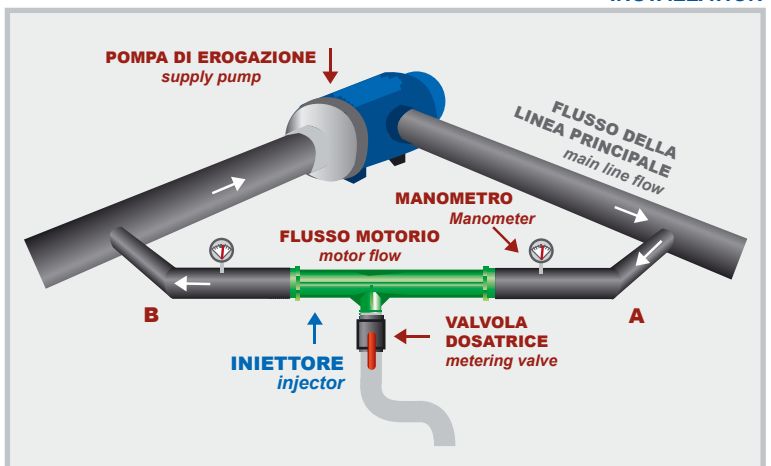 POMPA DI EROGAZIONE
supply pump
FLUSSO DELLA
LINEA PRINCIPALE
main line flow
MANOMETRO
Manometer
FLUSSO MOTORIO
motor flow
B
A
VALVOLA
DOSATRICE
metering valve
INIETTORE
injector